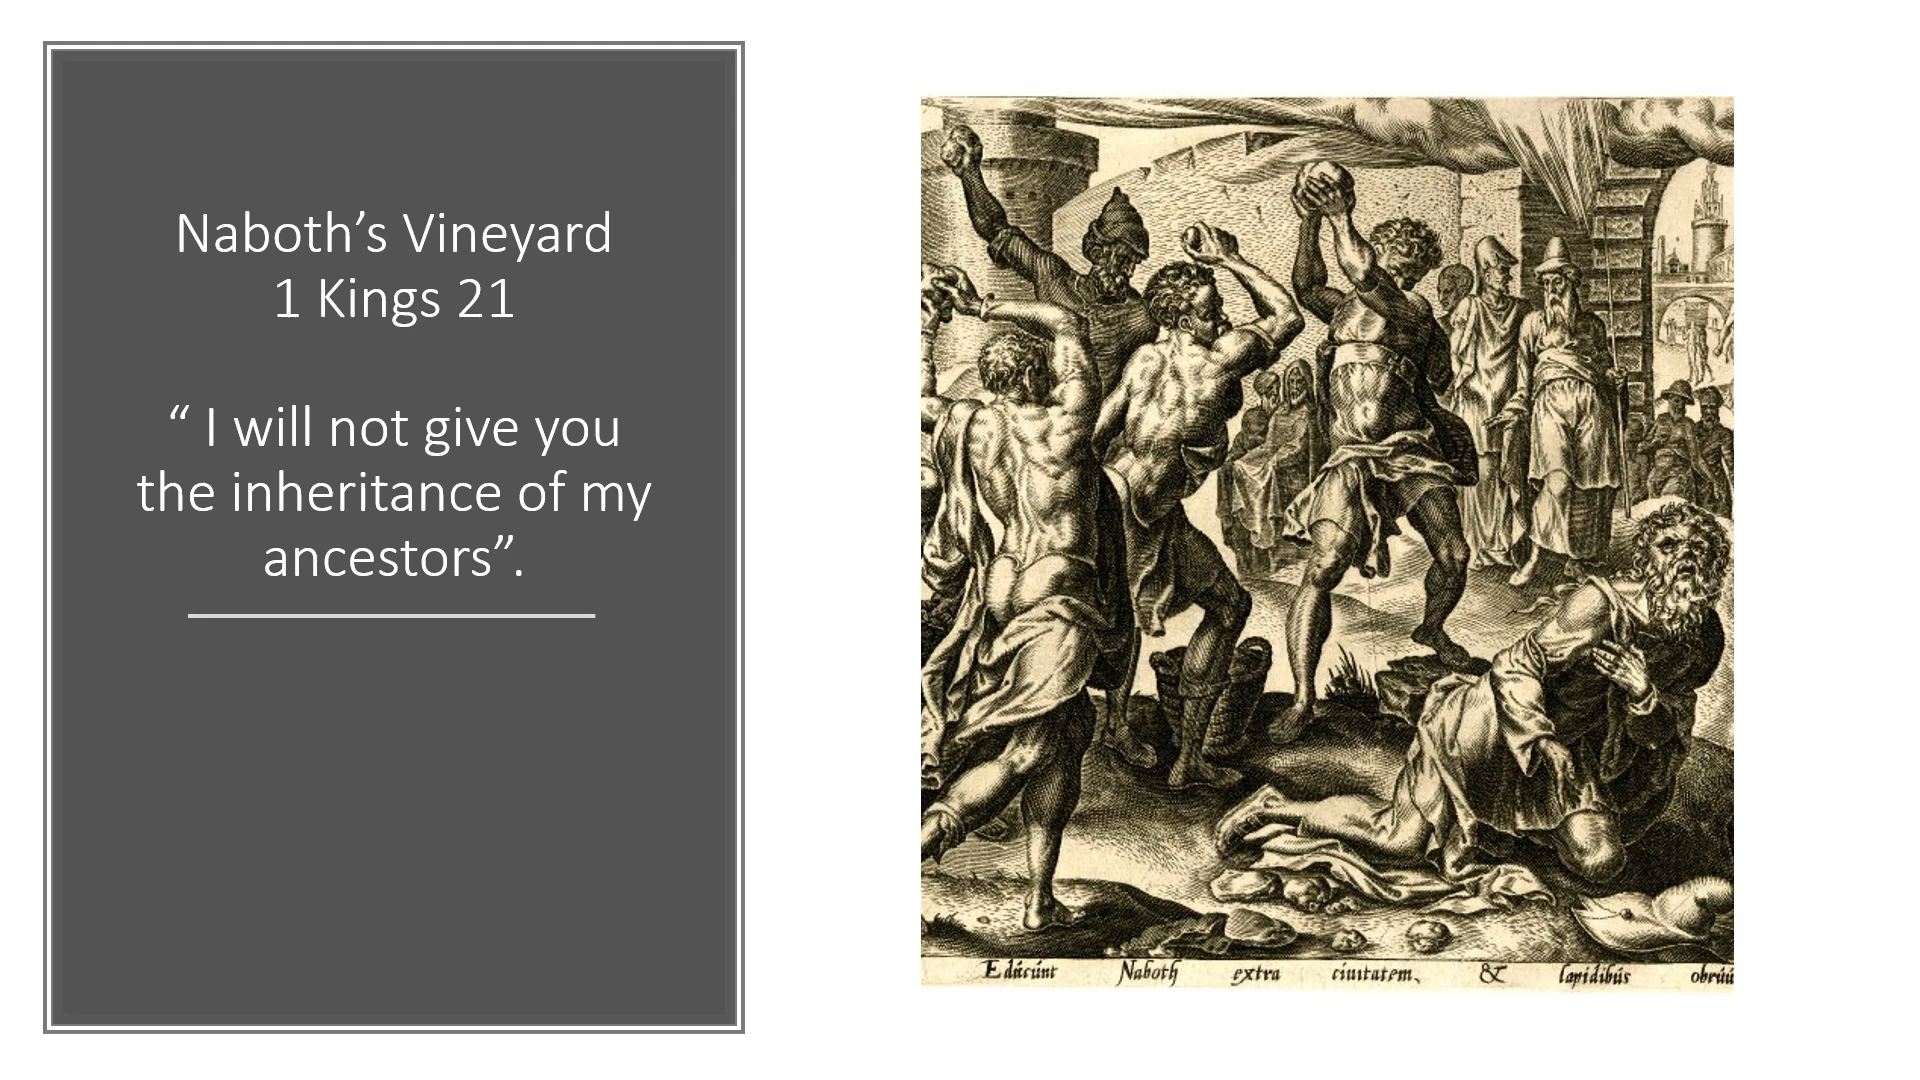 Naboth’s Vineyard
1 Kings 21
“ I will not give you
the inheritance of my
ancestors”.
Edúcúnt Naboth extra ciuitatem, & lapidibús obrúú